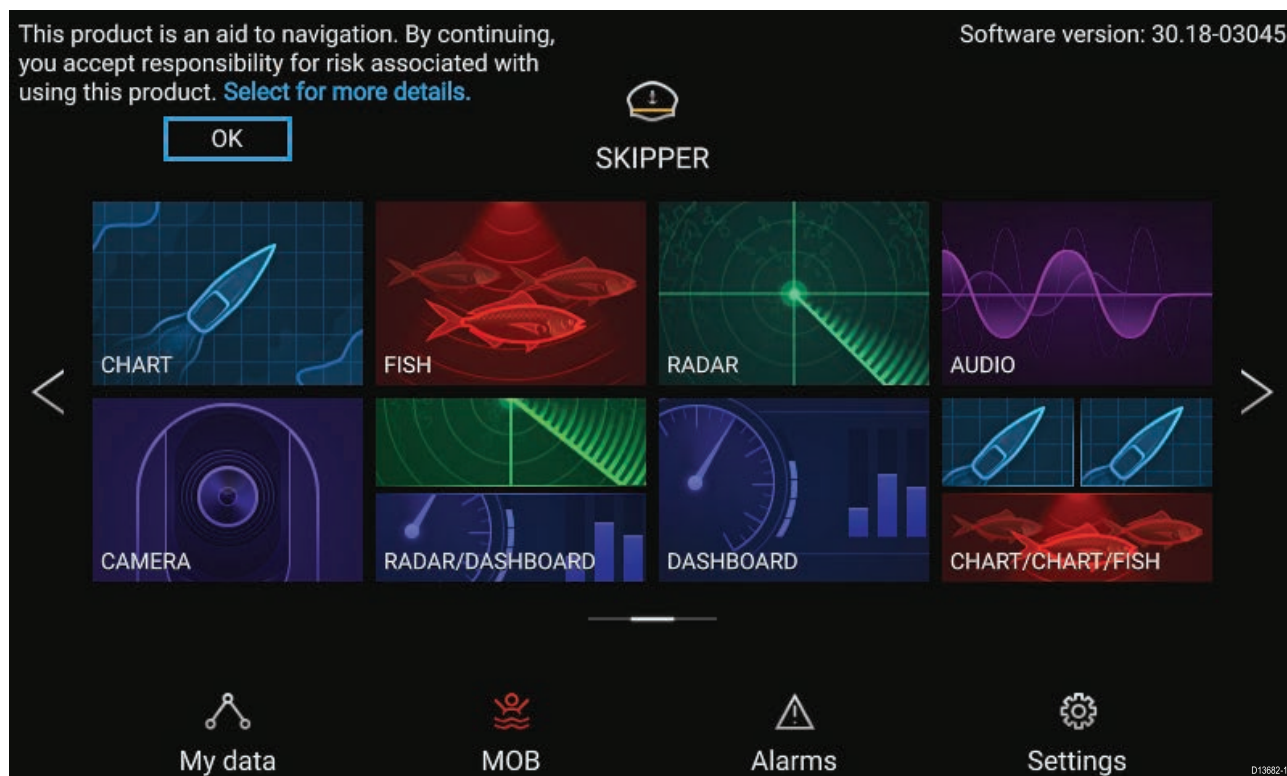 This product is an aid to navigation. By continuing,
you accept responsibility for risk associated with
using this product. Select for more details.
OK
Software version: 30.18-03045
SKIPPER
CHART
FISH
RADAR
AUDIO
CAMERA
RADAR/DASHBOARD
DASHBOARD
CHART/CHART/FISH
My data
MOB
Alarms
Settings
D13682-1